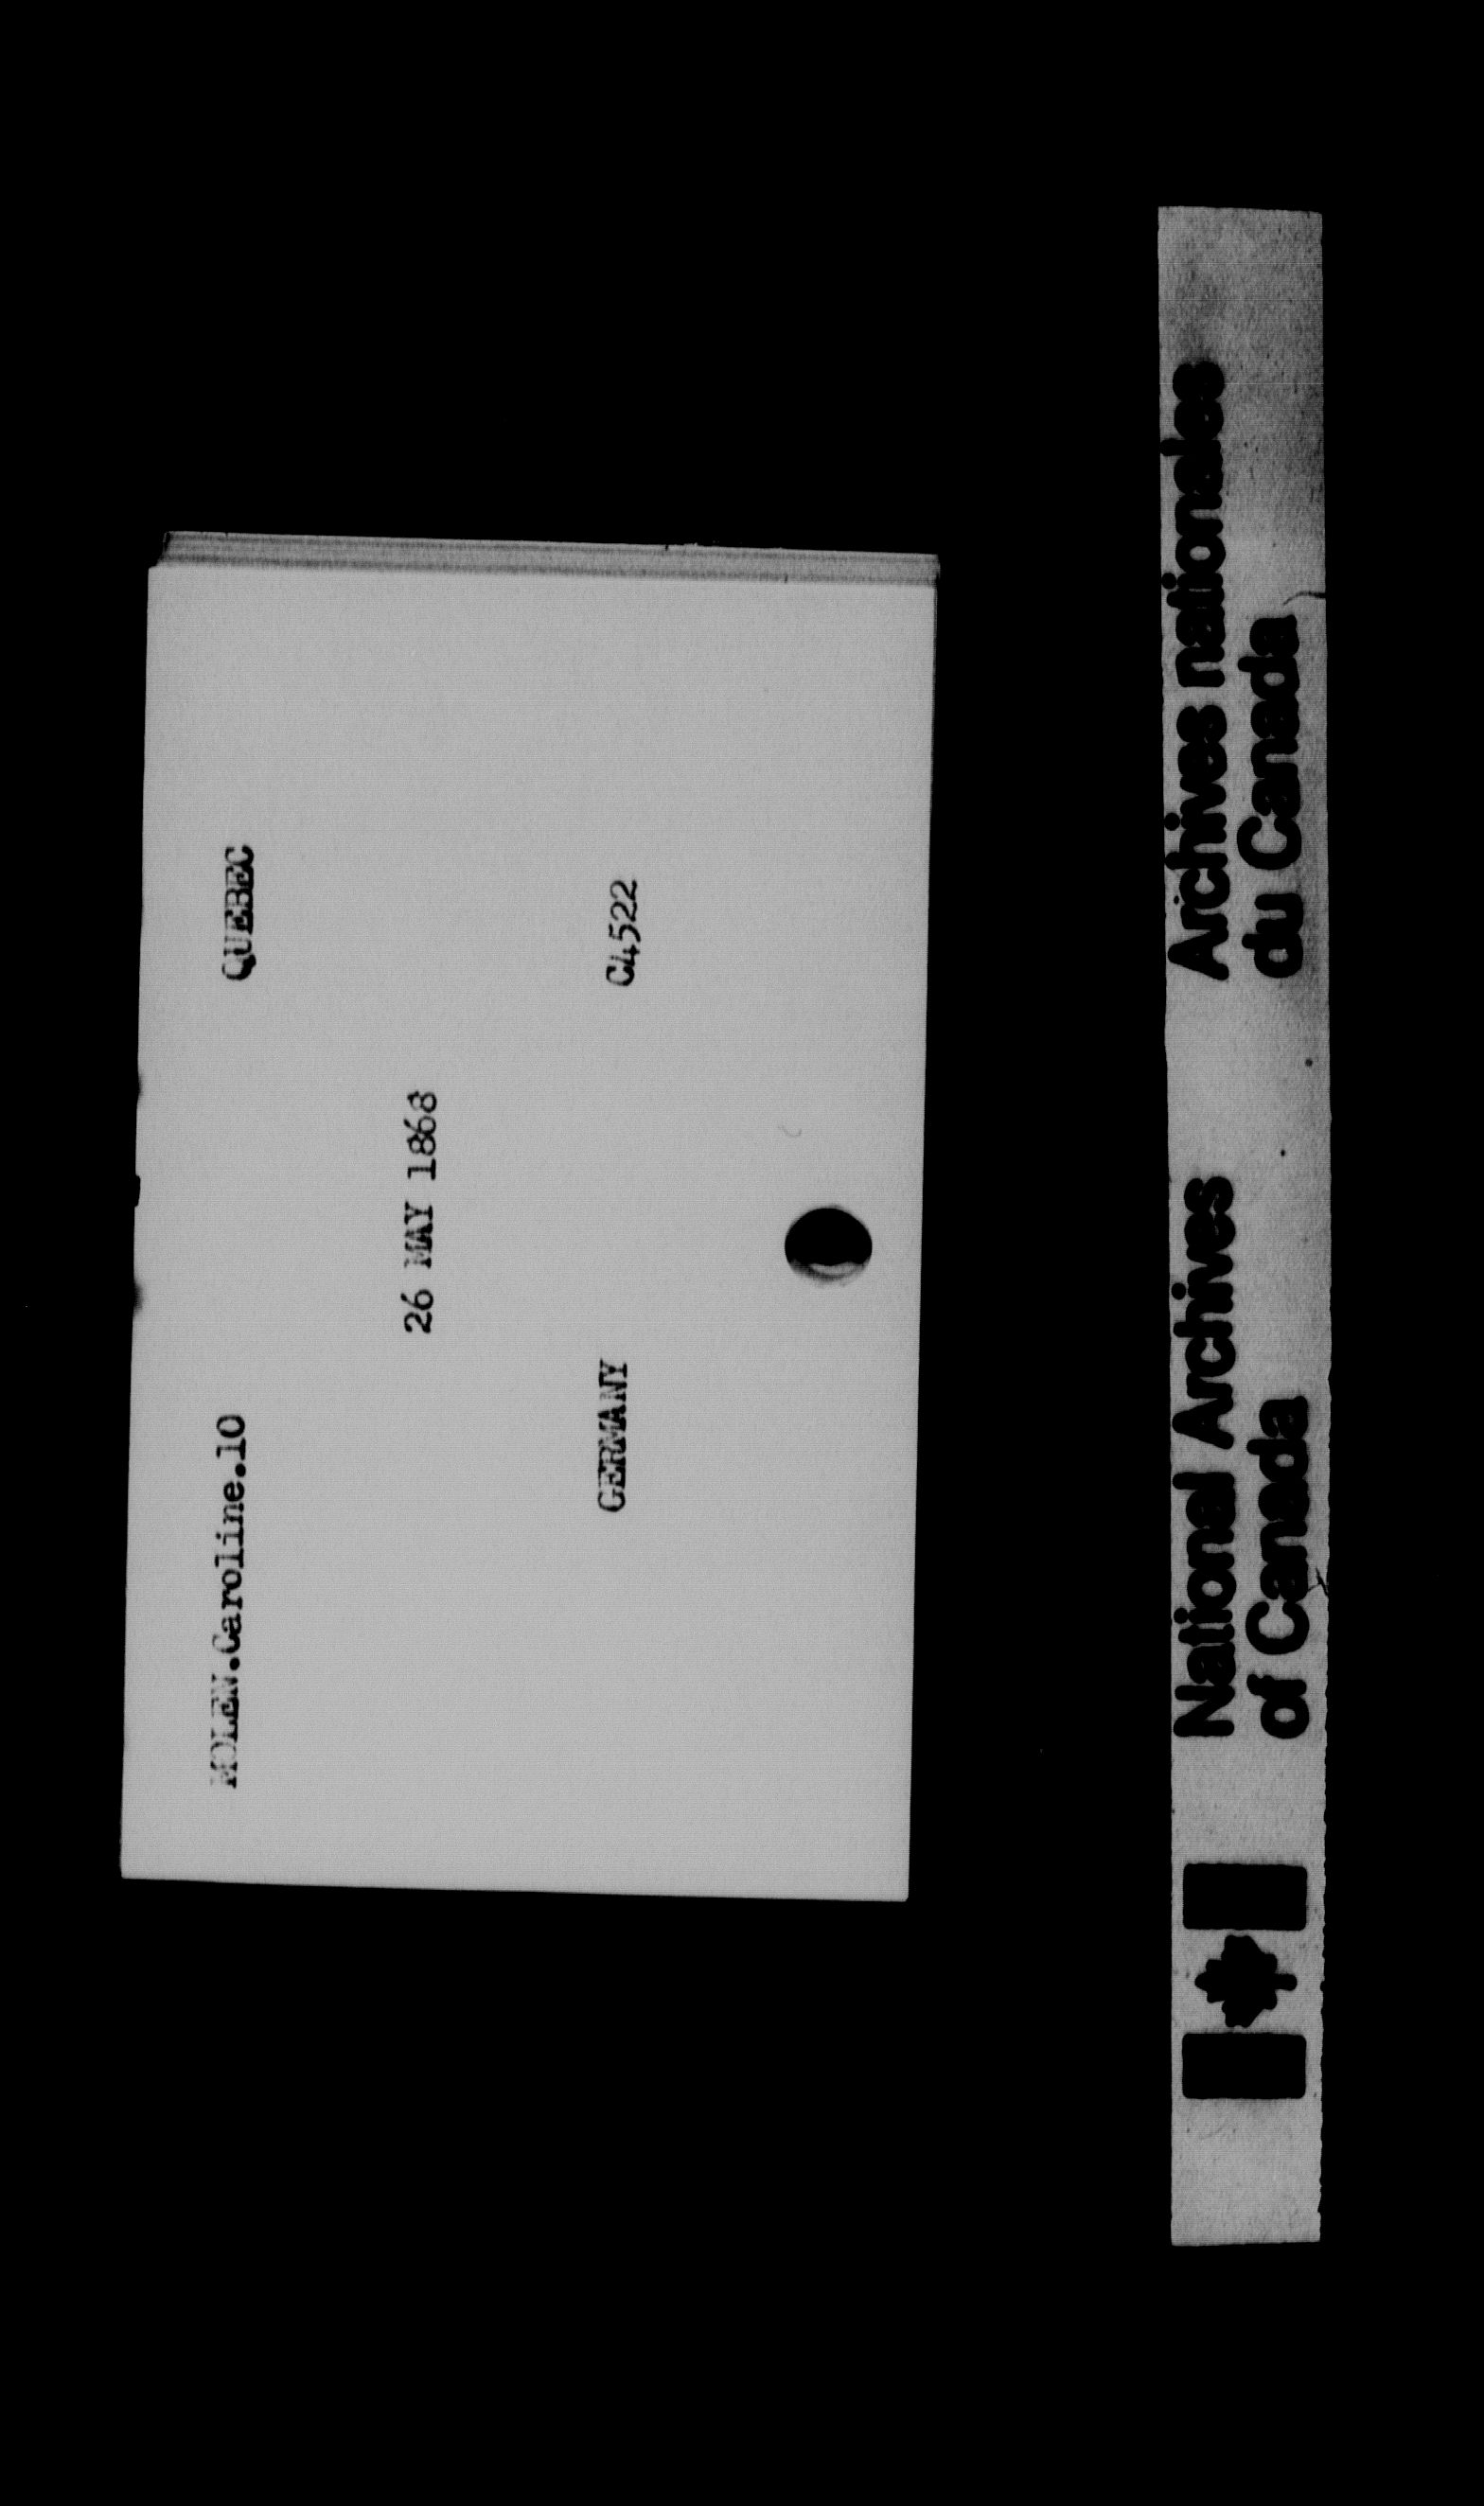 MOLEN.Caroline.10 QUEBEC
26 MAY 1868
GERMANY C4522
National Archives Archives nationales
of Canada du Canada